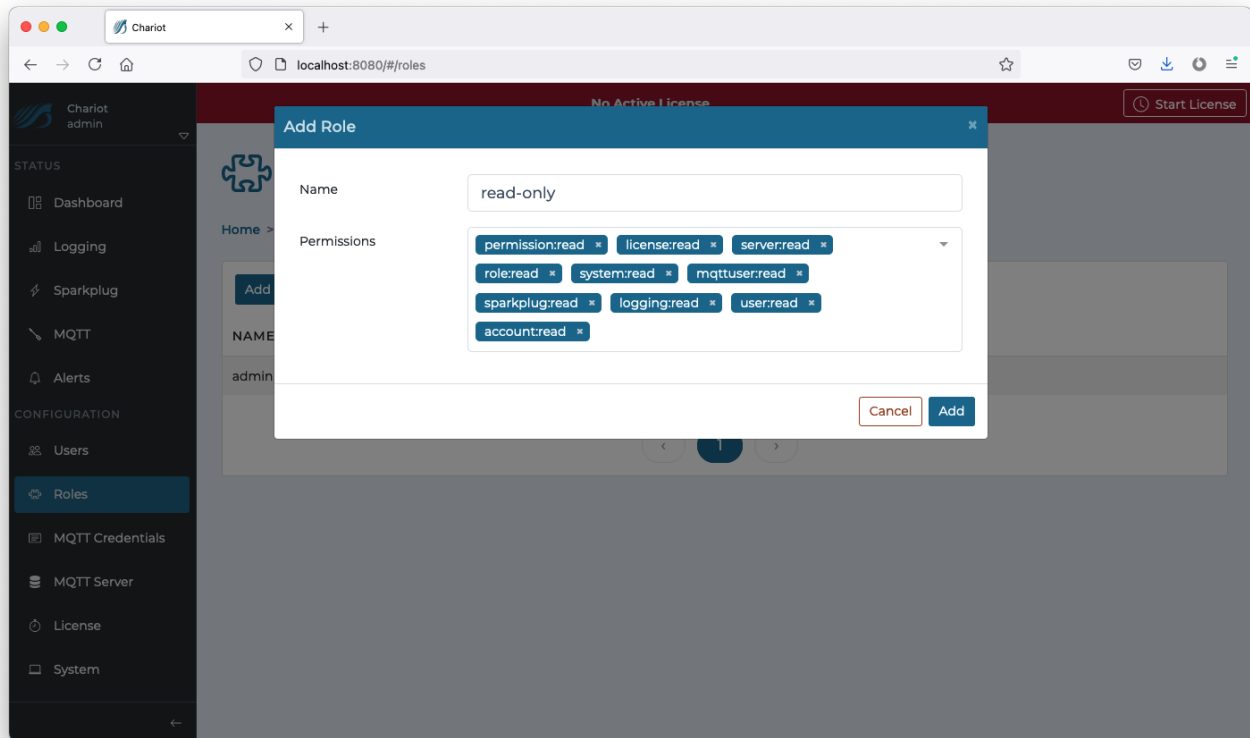 Chariot
localhost:8080/#/roles
Chariot
admin
No Active License
Start License
STATUS
Dashboard
Logging
Sparkplug
MQTT
Alerts
CONFIGURATION
Users
Roles
MQTT Credentials
MQTT Server
License
System
Home >
Add
NAME
admin
1
Add Role
Name
read-only
Permissions
permission:read × license:read × server:read ×
role:read × system:read × mqttuser:read ×
sparkplug:read × logging:read × user:read ×
account:read ×
Cancel Add